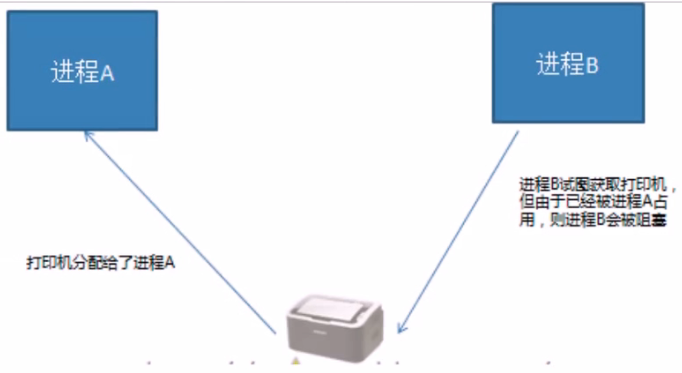 进程A
进程B
进程B试图获取打印机，
但由于已经被进程A占
用，则进程B会被阻塞
打印机分配给了进程A